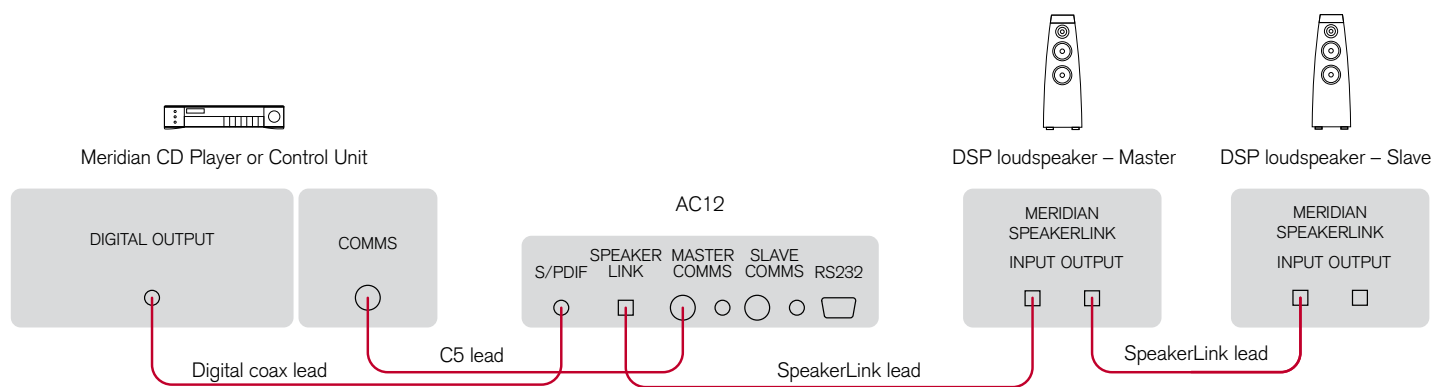 Meridian CD Player or Control Unit
DSP loudspeaker – Master
DSP loudspeaker – Slave
DIGITAL OUTPUT
COMMS
AC12
S/PDIF
SPEAKER
LINK
MASTER
COMMS
SLAVE
COMMS
RS232
MERIDIAN
SPEAKERLINK
INPUT OUTPUT
MERIDIAN
SPEAKERLINK
INPUT OUTPUT
Digital coax lead
C5 lead
SpeakerLink lead
SpeakerLink lead